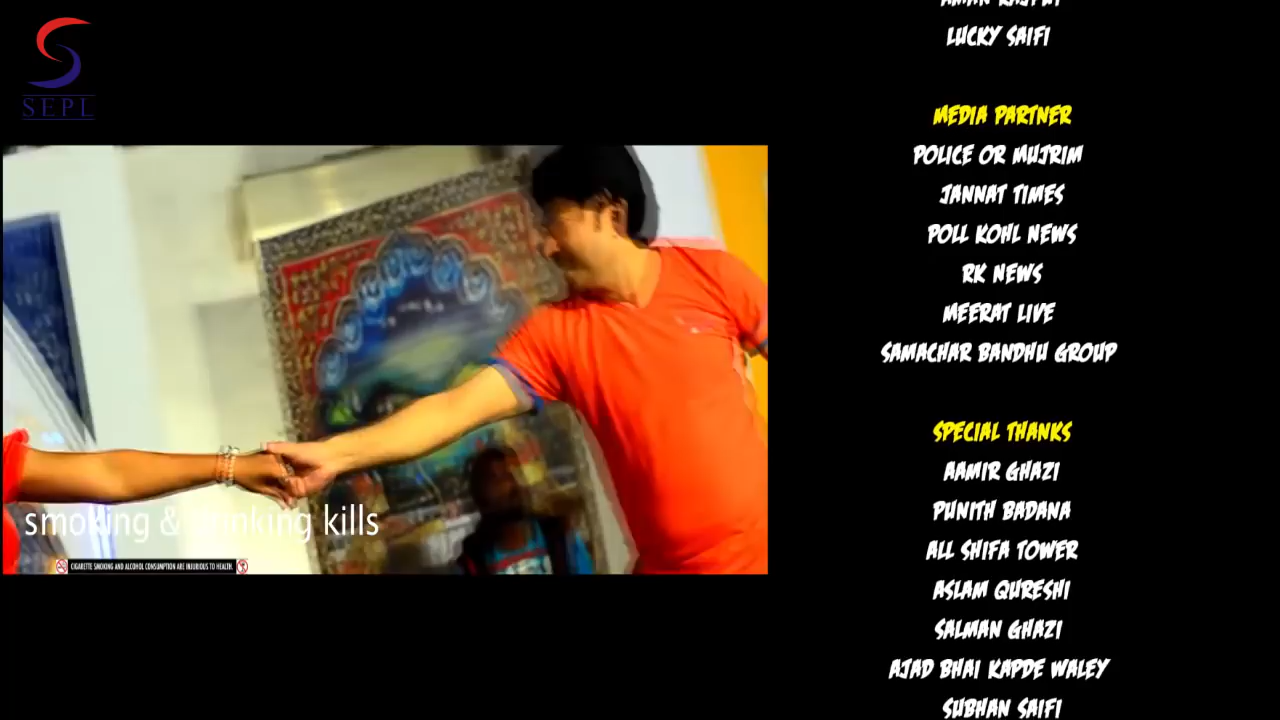 SEPL
LUCKY SAIFI
MEDIA PARTNER
POLICE OR MUJRIM
JANNAT TIMES
POLL KOHL NEWS
RK NEWS
MEERAT LIVE
SAMACHAR BANDHU GROUP
SPECIAL THANKS
AAMIR GHAZI
PUNITH BADANA
ALL SHIFA TOWER
ASLAM QURESHI
SALMAN GHAZI
AJAD BHAI KAPDE WALEY
SUBHAN SAIFI
smoking & drinking kills
CIGARETTE SMOKING AND ALCOHOL CONSUMPTION ARE INJURIOUS TO HEALTH.